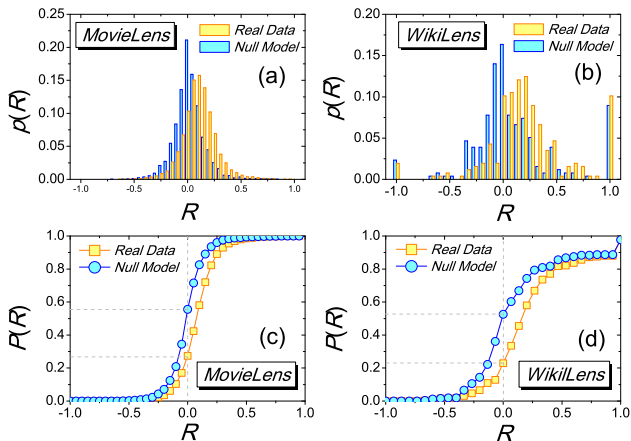 MovieLens
Real Data
Null Model
(a)
p(R)
0.25
0.20
0.15
0.10
0.05
0.00
-1.0 -0.5 0.0 0.5 1.0
R
WikiLens
Real Data
Null Model
(b)
p(R)
0.20
0.15
0.10
0.05
0.00
-1.0 -0.5 0.0 0.5 1.0
R
Real Data
Null Model
(c)
MovieLens
P(R)
1.0
0.8
0.6
0.4
0.2
0.0
-1.0 -0.5 0.0 0.5 1.0
R
Real Data
Null Model
(d)
WikilLens
P(R)
1.0
0.8
0.6
0.4
0.2
0.0
-1.0 -0.5 0.0 0.5 1.0
R